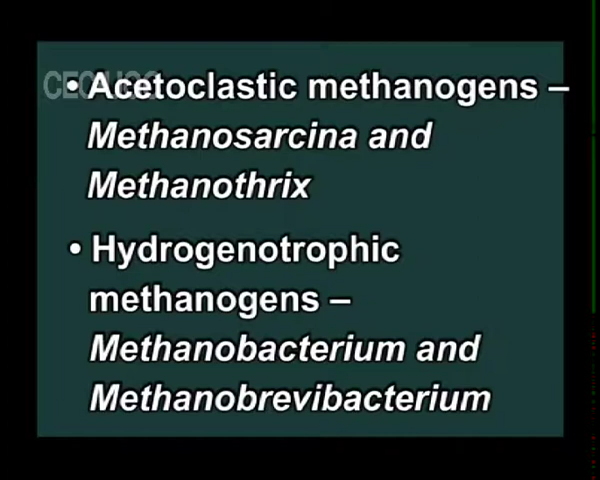 • Acetoclastic methanogens –
Methanosarcina and
Methanothrix
• Hydrogenotrophic
methanogens –
Methanobacterium and
Methanobrevibacterium